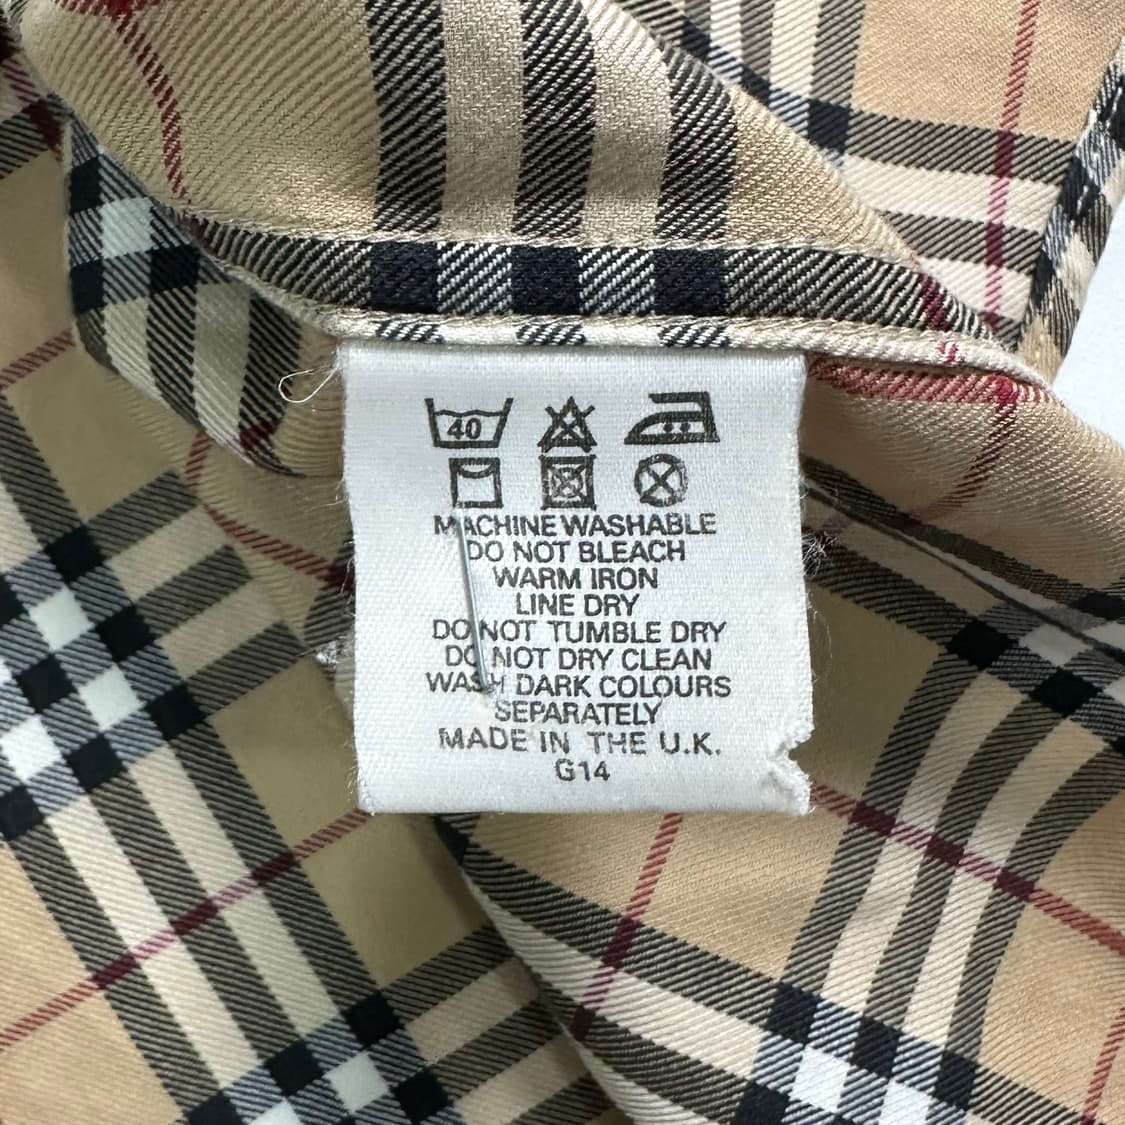 40
MACHINE WASHABLE
DO NOT BLEACH
WARM IRON
LINE DRY
DO NOT TUMBLE DRY
DO NOT DRY CLEAN
WASH DARK COLOURS
SEPARATELY
MADE IN THE U.K.
G14